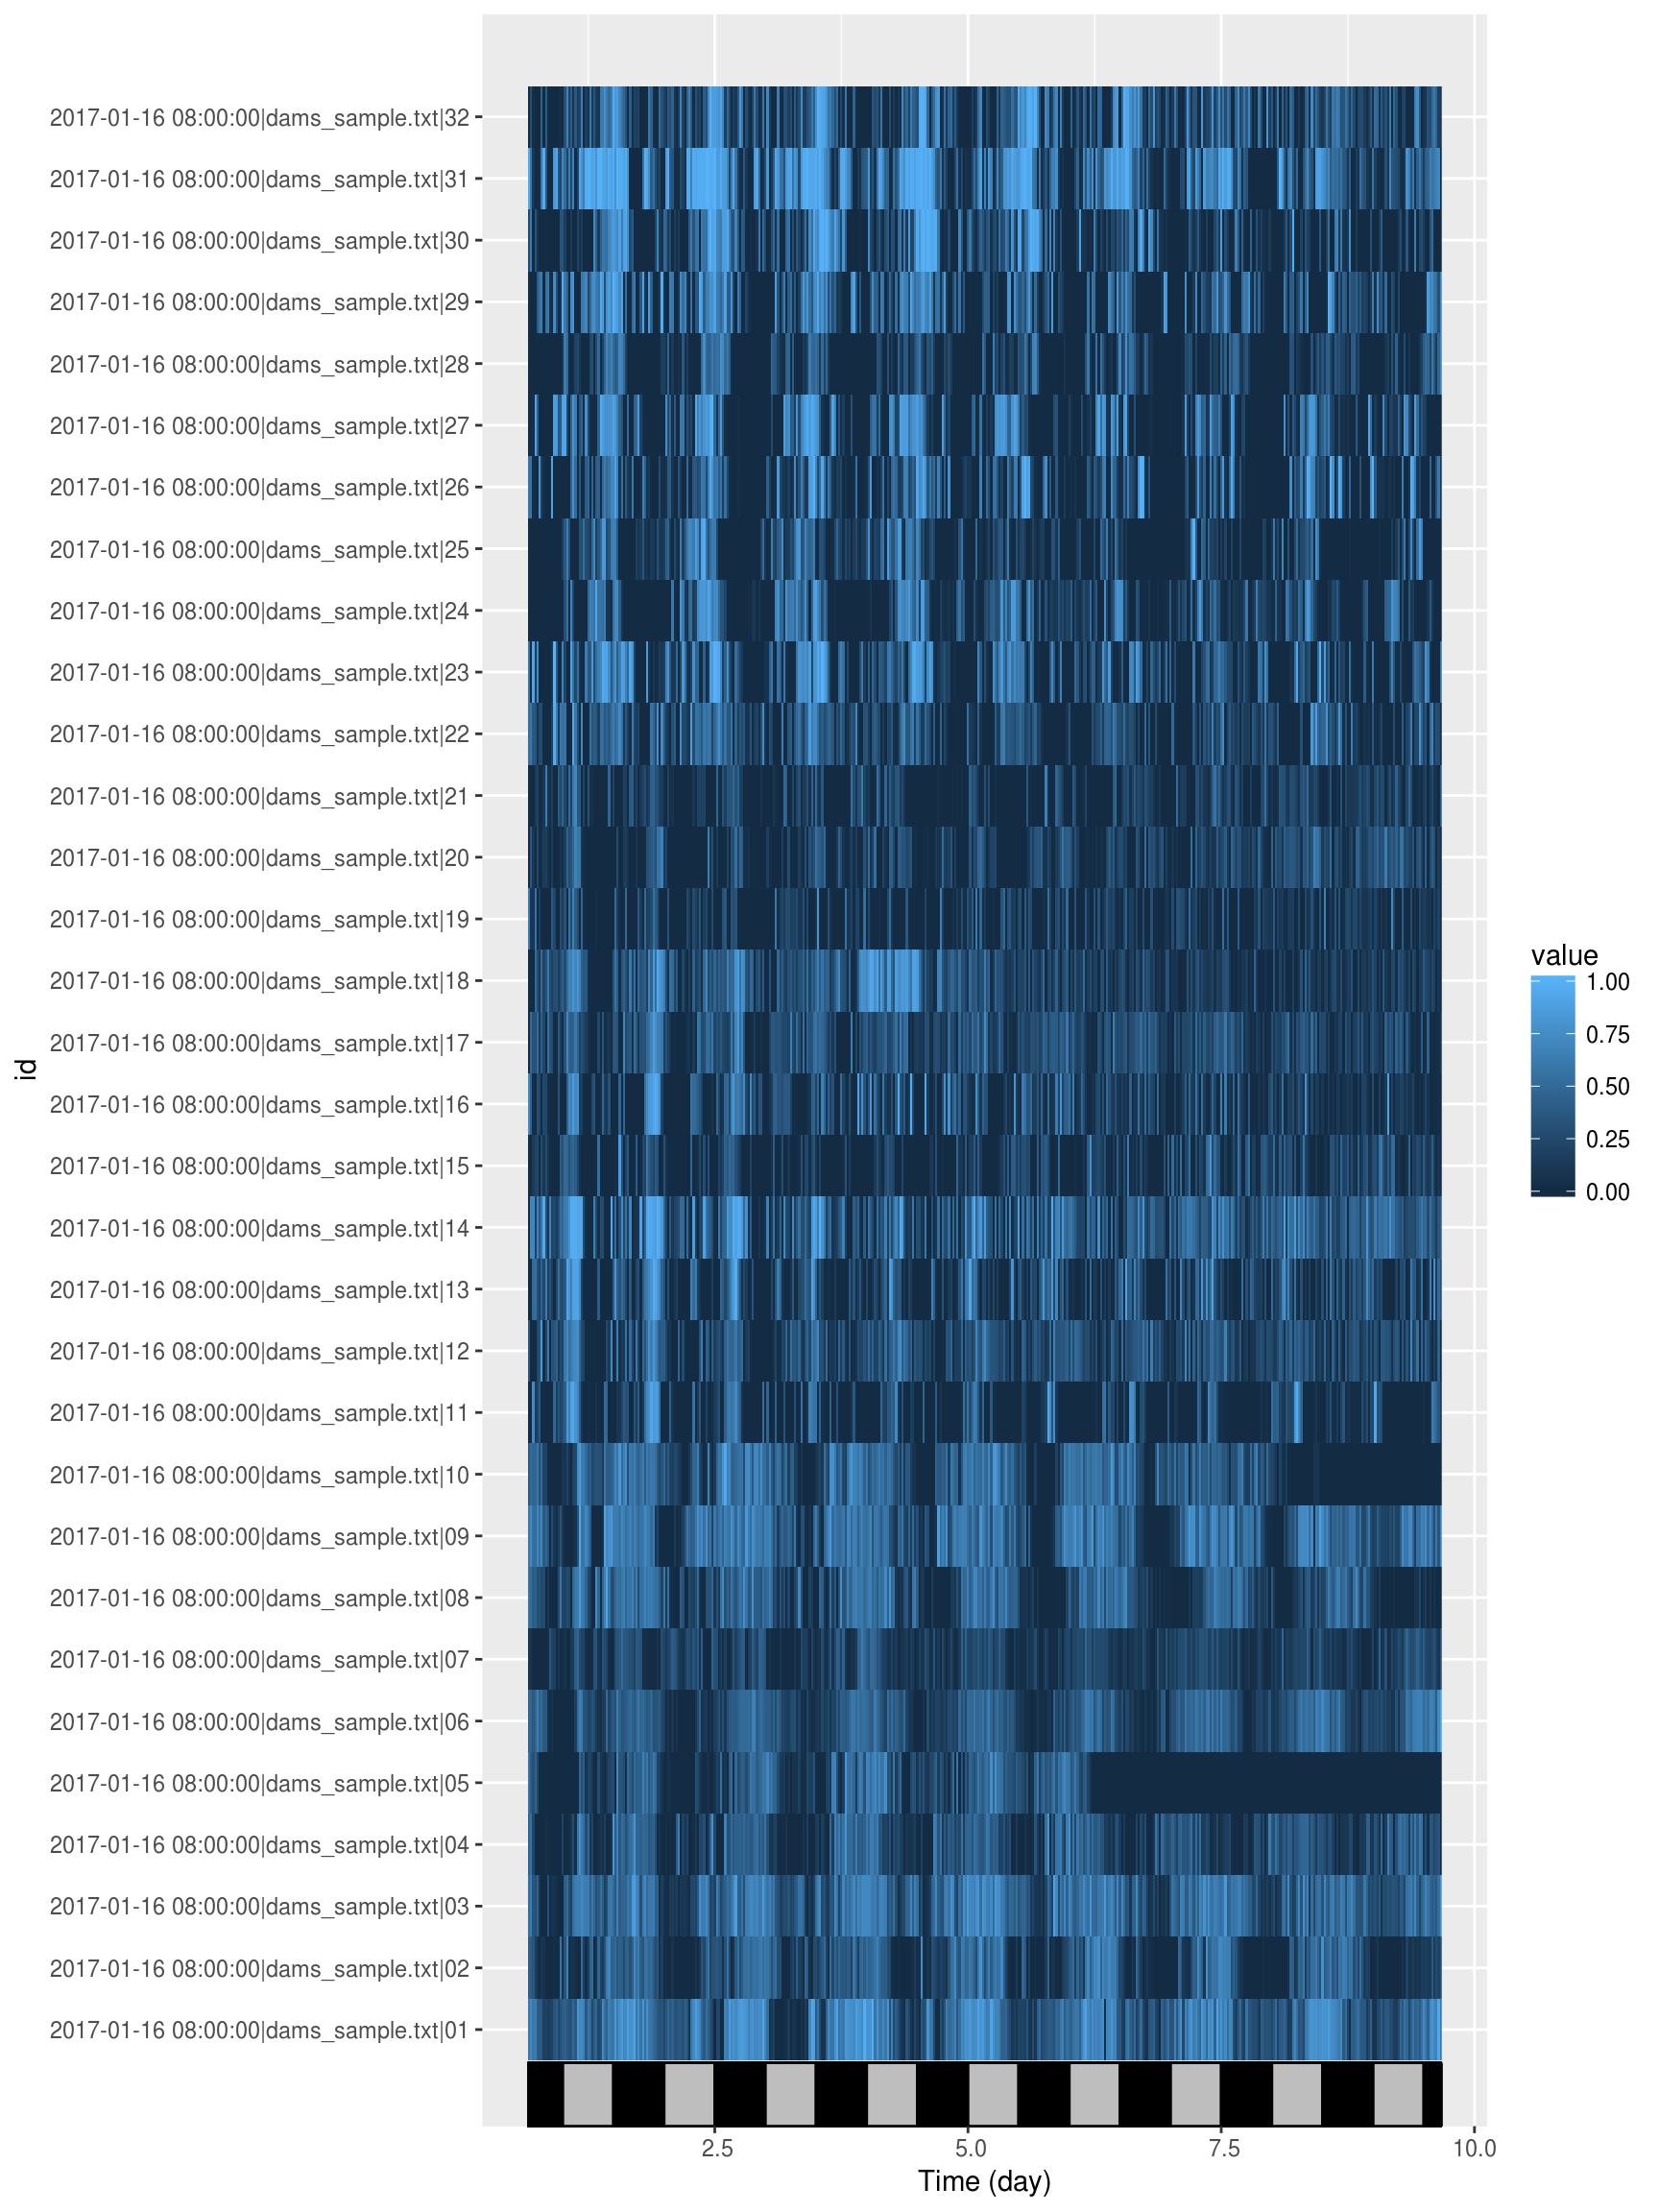 2017-01-16 08:00:00|dams_sample.txt|32
2017-01-16 08:00:00|dams_sample.txt|31
2017-01-16 08:00:00|dams_sample.txt|30
2017-01-16 08:00:00|dams_sample.txt|29
2017-01-16 08:00:00|dams_sample.txt|28
2017-01-16 08:00:00|dams_sample.txt|27
2017-01-16 08:00:00|dams_sample.txt|26
2017-01-16 08:00:00|dams_sample.txt|25
2017-01-16 08:00:00|dams_sample.txt|24
2017-01-16 08:00:00|dams_sample.txt|23
2017-01-16 08:00:00|dams_sample.txt|22
2017-01-16 08:00:00|dams_sample.txt|21
2017-01-16 08:00:00|dams_sample.txt|20
2017-01-16 08:00:00|dams_sample.txt|19
2017-01-16 08:00:00|dams_sample.txt|18
2017-01-16 08:00:00|dams_sample.txt|17
2017-01-16 08:00:00|dams_sample.txt|16
2017-01-16 08:00:00|dams_sample.txt|15
2017-01-16 08:00:00|dams_sample.txt|14
2017-01-16 08:00:00|dams_sample.txt|13
2017-01-16 08:00:00|dams_sample.txt|12
2017-01-16 08:00:00|dams_sample.txt|11
2017-01-16 08:00:00|dams_sample.txt|10
2017-01-16 08:00:00|dams_sample.txt|09
2017-01-16 08:00:00|dams_sample.txt|08
2017-01-16 08:00:00|dams_sample.txt|07
2017-01-16 08:00:00|dams_sample.txt|06
2017-01-16 08:00:00|dams_sample.txt|05
2017-01-16 08:00:00|dams_sample.txt|04
2017-01-16 08:00:00|dams_sample.txt|03
2017-01-16 08:00:00|dams_sample.txt|02
2017-01-16 08:00:00|dams_sample.txt|01
id
2.5 5.0 7.5 10.0
Time (day)
value
1.00
0.75
0.50
0.25
0.00